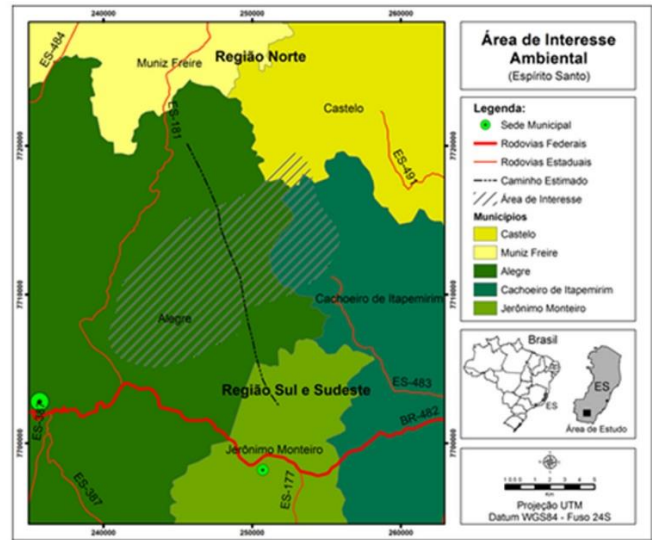 ES-484
Muniz Freire
Região Norte
Castelo
ES-181
ES-491
7720000
7720000
7710000
7710000
Alegre
Cachoeiro de Itapemirim
Região Sul e Sudeste
ES-483
BR-482
7700000
7700000
Jerônimo Monteiro
ES-387
ES-177
240000
250000
260000
240000
250000
260000
Área de Interesse
Ambiental
(Espírito Santo)
Legenda:
Sede Municipal
Rodovias Federais
Rodovias Estaduais
Caminho Estimado
Área de Interesse
Municípios
Castelo
Muniz Freire
Alegre
Cachoeiro de Itapemirim
Jerônimo Monteiro
Brasil
ES
ES
Área de Estudo
Km
Projeção UTM
Datum WGS84 - Fuso 24S